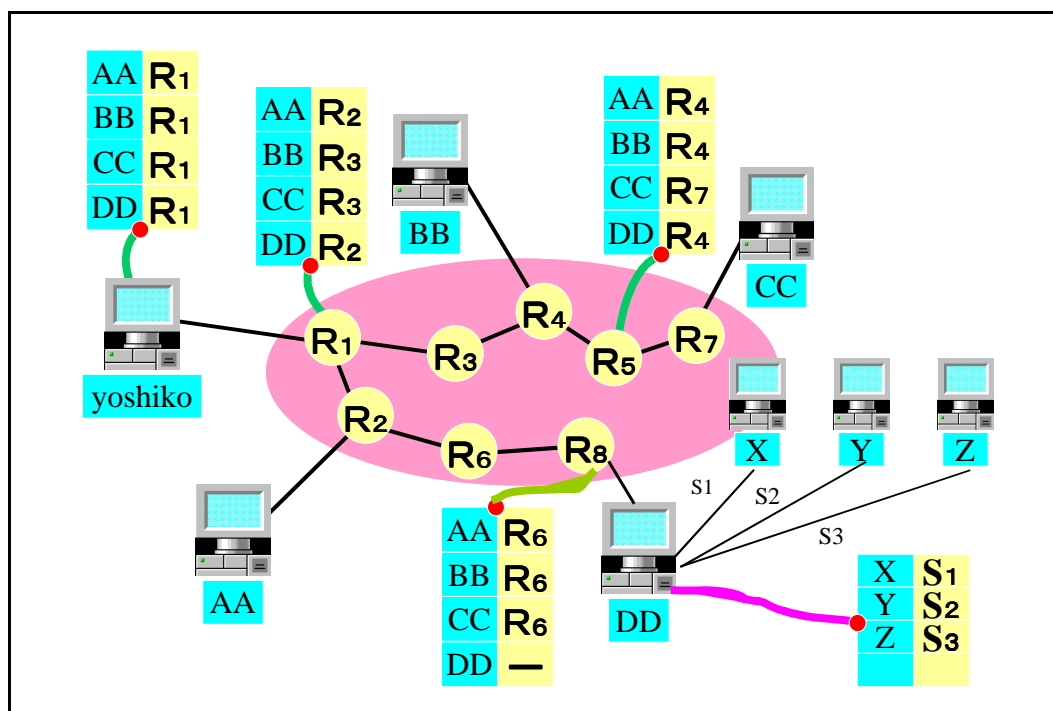 AA R1
BB R1
CC R1
DD R1
yoshiko
AA R2
BB R3
CC R3
DD R2
BB
AA R4
BB R4
CC R7
DD R4
CC
R1
R3
R4
R5
R7
R2
R6
R8
X
Y
Z
S1
S2
S3
AA
AA R6
BB R6
CC R6
DD —
DD
X S1
Y S2
Z S3